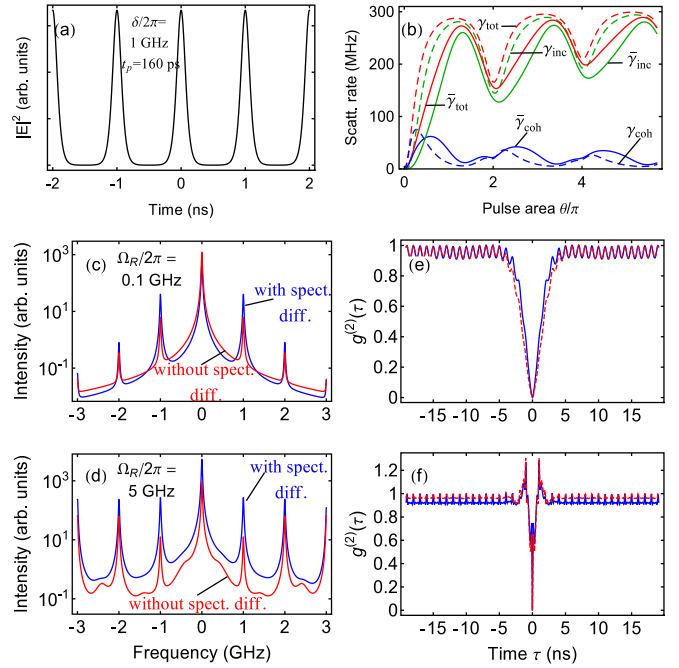 (a)
δ/2π=
1 GHz
t_p=160 ps
|E|² (arb. units)
-2 -1 0 1 2
Time (ns)
(b)
γ_tot
γ_inc
γ̄_inc
γ̄_tot
γ̄_coh
γ_coh
Scatt. rate (MHz)
300
200
100
0
0 2 4
Pulse area θ/π
(c)
Ω_R/2π =
0.1 GHz
with spect.
diff.
without spect.
diff.
Intensity (arb. units)
10³
10¹
10⁻¹
-3 -2 -1 0 1 2 3
(e)
g⁽²⁾(τ)
1
0.8
0.6
0.4
0.2
0
-15 -10 -5 0 5 10 15
(d)
Ω_R/2π =
5 GHz
with spect.
diff.
without spect. diff.
Intensity (arb. units)
10³
10¹
10⁻¹
-3 -2 -1 0 1 2 3
Frequency (GHz)
(f)
g⁽²⁾(τ)
1.2
1
0.8
0.6
0.4
0.2
0
-15 -10 -5 0 5 10 15
Time τ (ns)